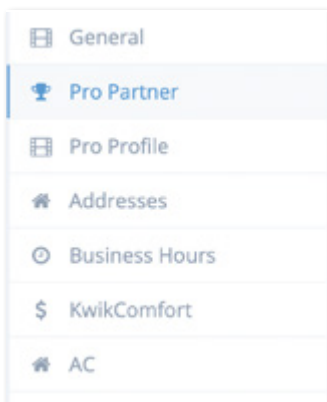 General
Pro Partner
Pro Profile
Addresses
Business Hours
KwikComfort
AC